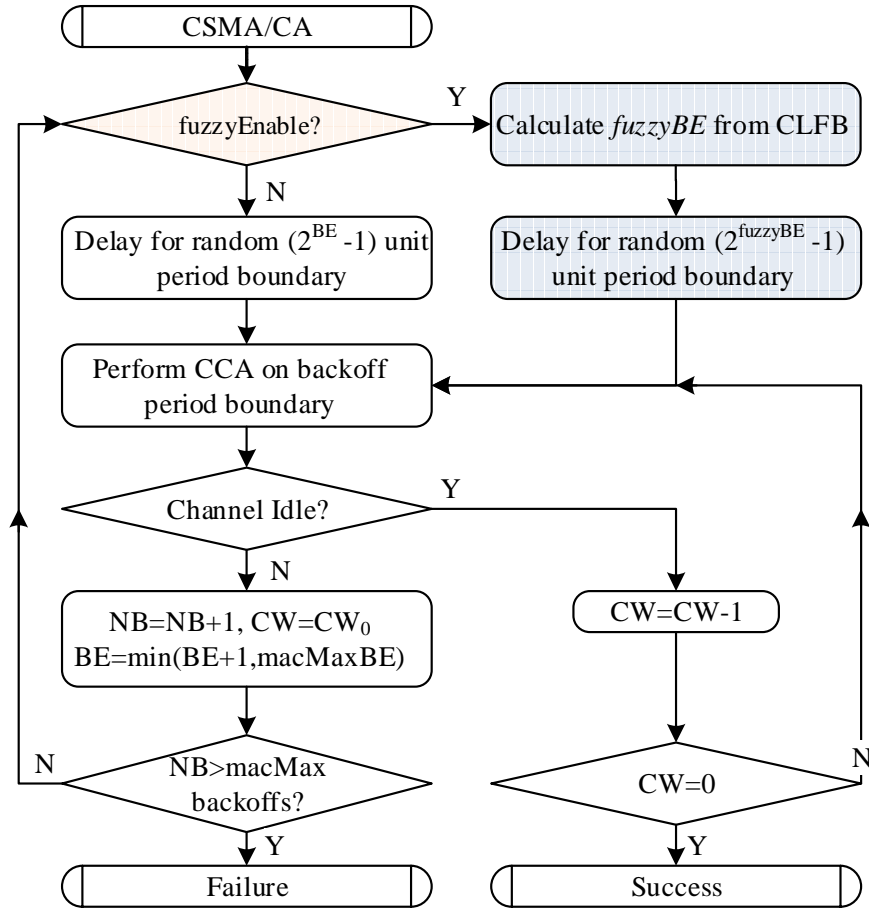 CSMA/CA
fuzzyEnable?
Y
Calculate fuzzyBE from CLFB
N
Delay for random (2^BE -1) unit
period boundary
Delay for random (2^fuzzyBE -1)
unit period boundary
Perform CCA on backoff
period boundary
Channel Idle?
Y
N
NB=NB+1, CW=CW₀
BE=min(BE+1,macMaxBE)
CW=CW-1
N
NB>macMax
backoffs?
CW=0
N
Y
Y
Failure
Success